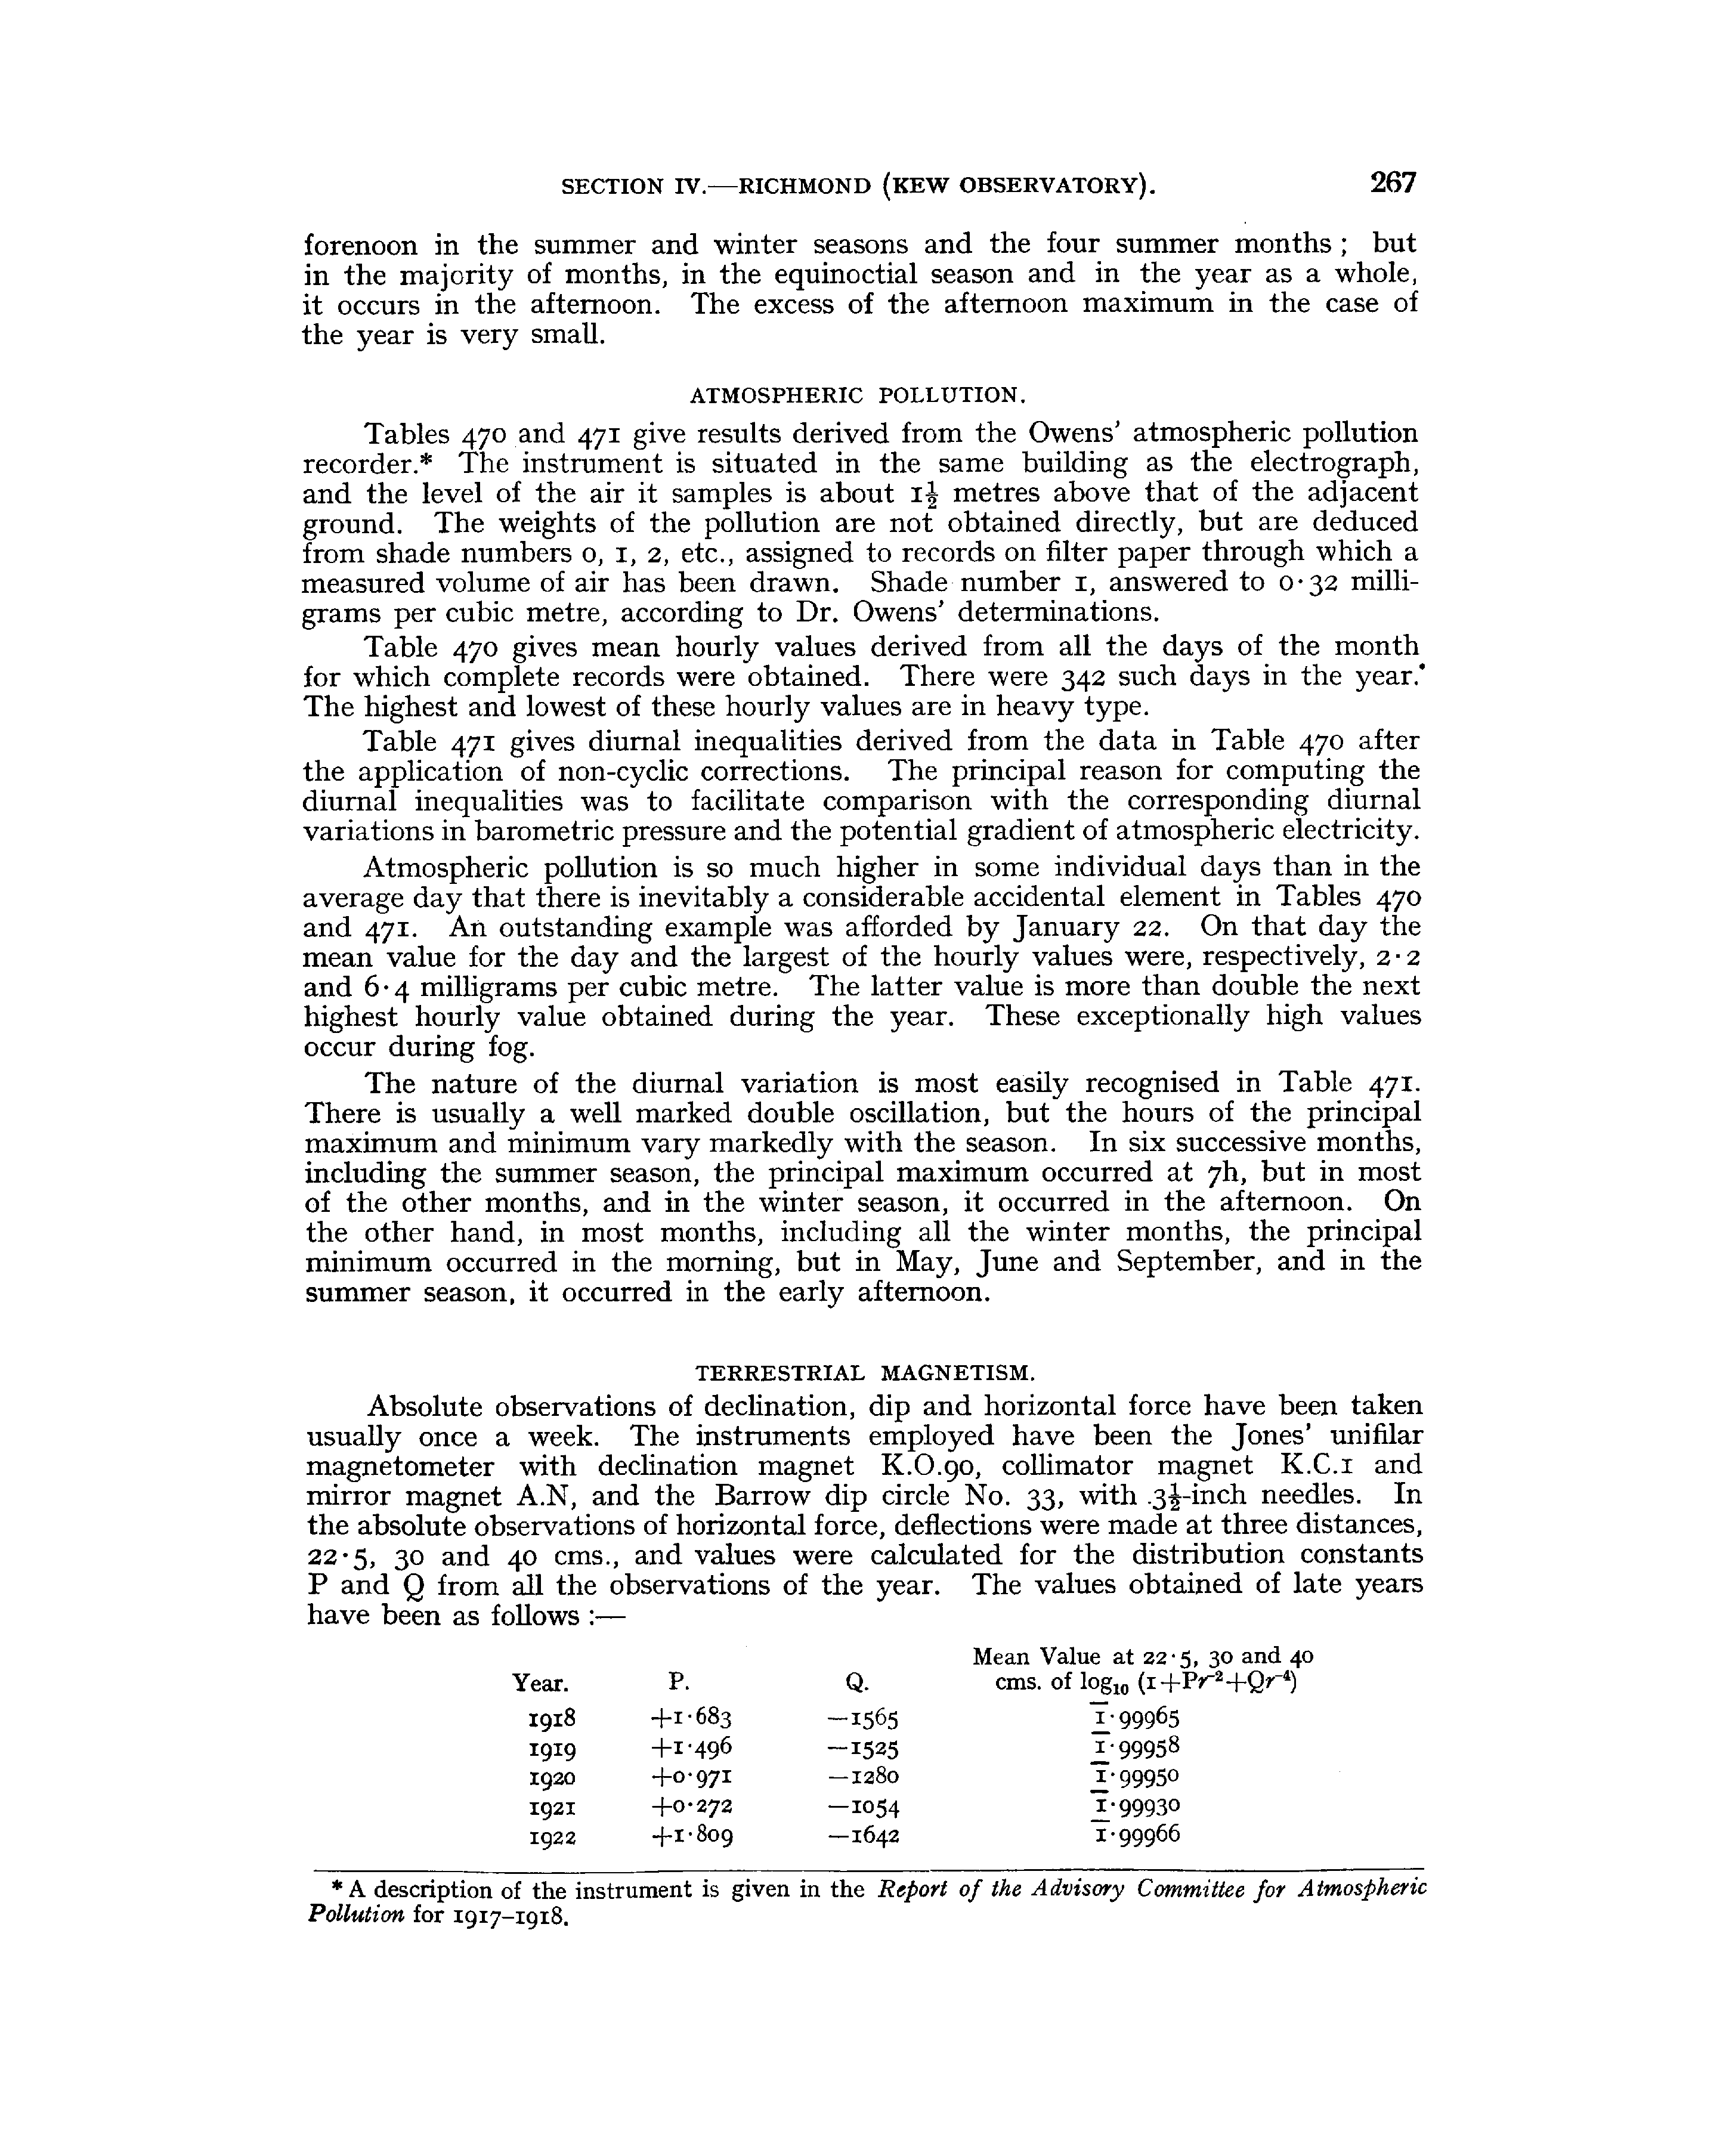 SECTION IV.—RICHMOND (KEW OBSERVATORY). 267
forenoon in the summer and winter seasons and the four summer months; but
in the majority of months, in the equinoctial season and in the year as a whole,
it occurs in the afternoon. The excess of the afternoon maximum in the case of
the year is very small.
ATMOSPHERIC POLLUTION.
Tables 470 and 471 give results derived from the Owens' atmospheric pollution
recorder.* The instrument is situated in the same building as the electrograph,
and the level of the air it samples is about 1½ metres above that of the adjacent
ground. The weights of the pollution are not obtained directly, but are deduced
from shade numbers 0, 1, 2, etc., assigned to records on filter paper through which a
measured volume of air has been drawn. Shade number 1, answered to 0·32 milli-
grams per cubic metre, according to Dr. Owens' determinations.
Table 470 gives mean hourly values derived from all the days of the month
for which complete records were obtained. There were 342 such days in the year.
The highest and lowest of these hourly values are in heavy type.
Table 471 gives diurnal inequalities derived from the data in Table 470 after
the application of non-cyclic corrections. The principal reason for computing the
diurnal inequalities was to facilitate comparison with the corresponding diurnal
variations in barometric pressure and the potential gradient of atmospheric electricity.
Atmospheric pollution is so much higher in some individual days than in the
average day that there is inevitably a considerable accidental element in Tables 470
and 471. An outstanding example was afforded by January 22. On that day the
mean value for the day and the largest of the hourly values were, respectively, 2·2
and 6·4 milligrams per cubic metre. The latter value is more than double the next
highest hourly value obtained during the year. These exceptionally high values
occur during fog.
The nature of the diurnal variation is most easily recognised in Table 471.
There is usually a well marked double oscillation, but the hours of the principal
maximum and minimum vary markedly with the season. In six successive months,
including the summer season, the principal maximum occurred at 7h, but in most
of the other months, and in the winter season, it occurred in the afternoon. On
the other hand, in most months, including all the winter months, the principal
minimum occurred in the morning, but in May, June and September, and in the
summer season, it occurred in the early afternoon.
TERRESTRIAL MAGNETISM.
Absolute observations of declination, dip and horizontal force have been taken
usually once a week. The instruments employed have been the Jones' unifilar
magnetometer with declination magnet K.O.90, collimator magnet K.C.1 and
mirror magnet A.N, and the Barrow dip circle No. 33, with 3½-inch needles. In
the absolute observations of horizontal force, deflections were made at three distances,
22·5, 30 and 40 cms., and values were calculated for the distribution constants
P and Q from all the observations of the year. The values obtained of late years
have been as follows :—
Mean Value at 22·5, 30 and 40
Year. P. Q. cms. of log₁₀ (1+Pr⁻²+Qr⁻⁴)
1918 +1·683 —1565 1̅·99965
1919 +1·496 —1525 1̅·99958
1920 +0·971 —1280 1̅·99950
1921 +0·272 —1054 1̅·99930
1922 +1·809 —1642 1̅·99966
* A description of the instrument is given in the Report of the Advisory Committee for Atmospheric
Pollution for 1917–1918.